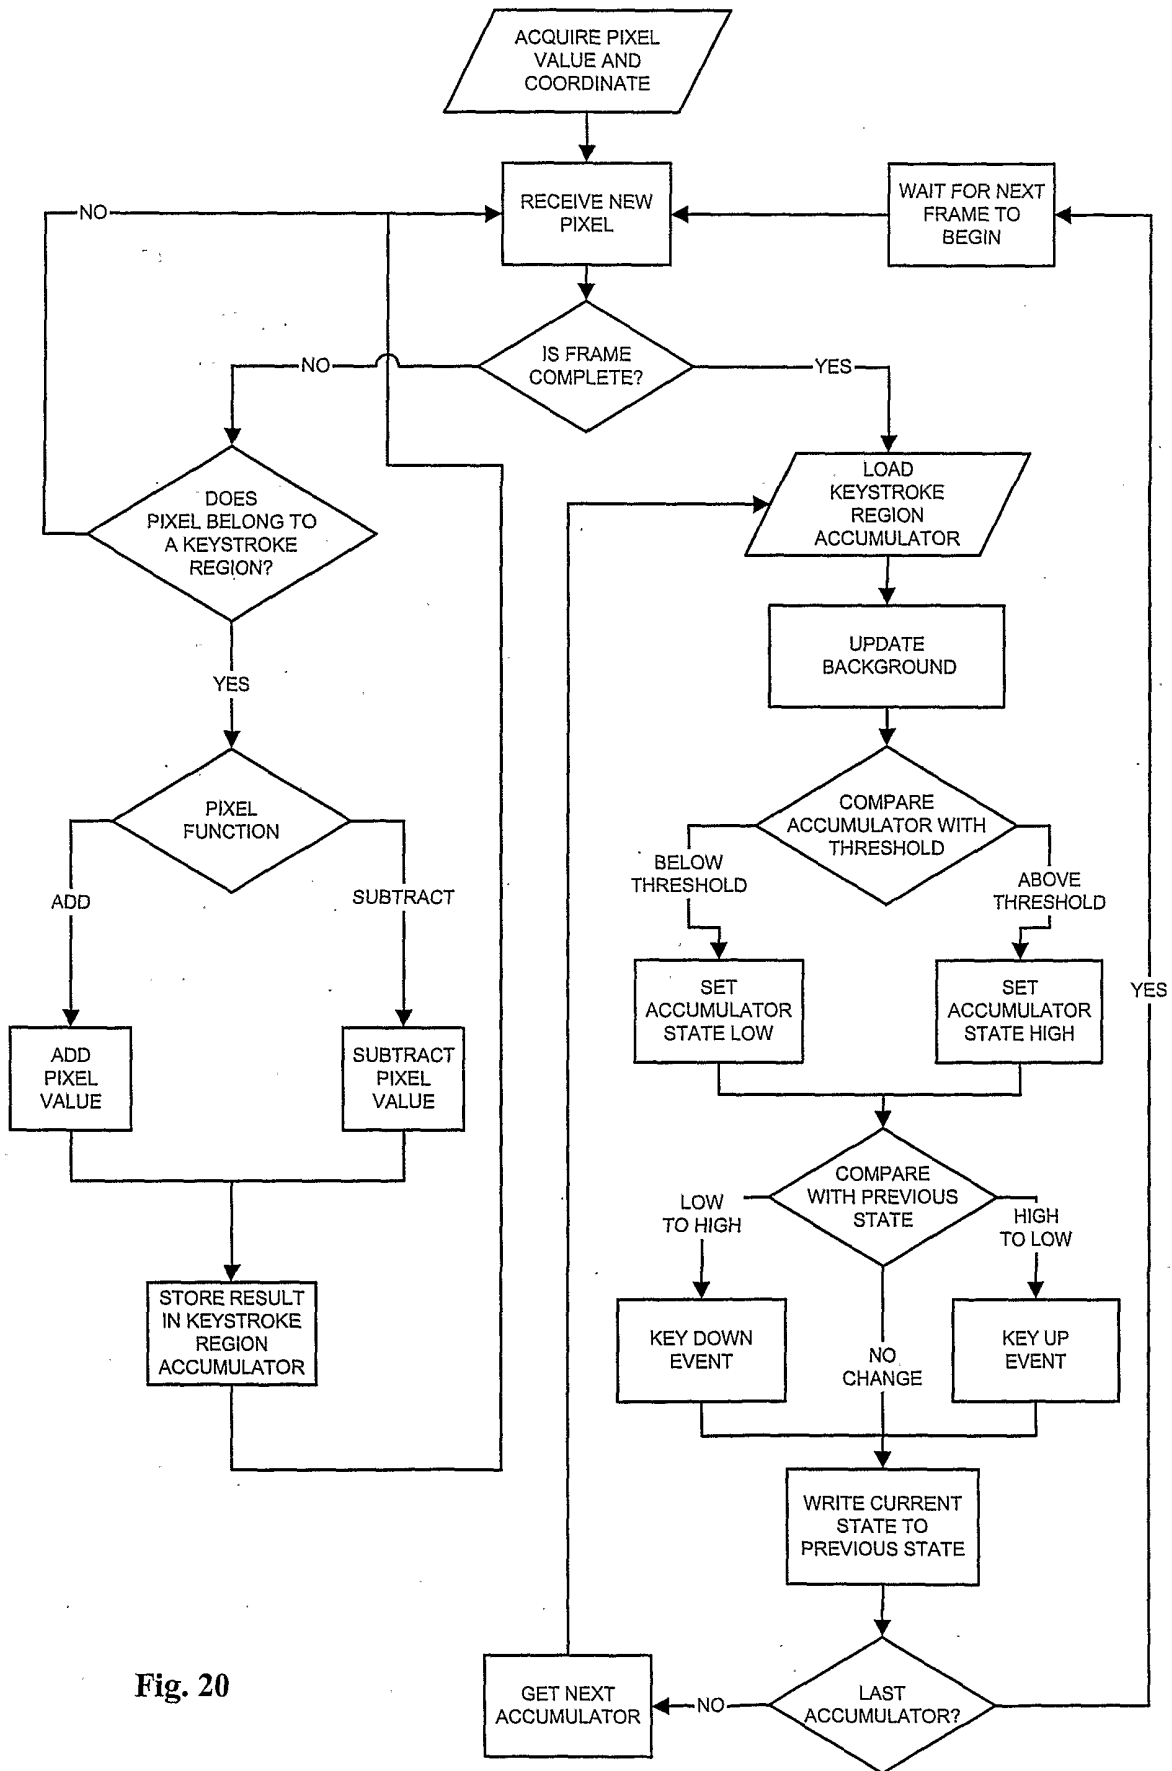 ACQUIRE PIXEL
VALUE AND
COORDINATE
NO
RECEIVE NEW
PIXEL
WAIT FOR NEXT
FRAME TO
BEGIN
NO
IS FRAME
COMPLETE?
YES
DOES
PIXEL BELONG TO
A KEYSTROKE
REGION?
LOAD
KEYSTROKE
REGION
ACCUMULATOR
YES
UPDATE
BACKGROUND
PIXEL
FUNCTION
COMPARE
ACCUMULATOR WITH
THRESHOLD
ADD
SUBTRACT
BELOW
THRESHOLD
ABOVE
THRESHOLD
SET
ACCUMULATOR
STATE LOW
SET
ACCUMULATOR
STATE HIGH
YES
ADD
PIXEL
VALUE
SUBTRACT
PIXEL
VALUE
COMPARE
WITH PREVIOUS
STATE
LOW
TO HIGH
HIGH
TO LOW
STORE RESULT
IN KEYSTROKE
REGION
ACCUMULATOR
KEY DOWN
EVENT
NO
CHANGE
KEY UP
EVENT
WRITE CURRENT
STATE TO
PREVIOUS STATE
Fig. 20
GET NEXT
ACCUMULATOR
NO
LAST
ACCUMULATOR?